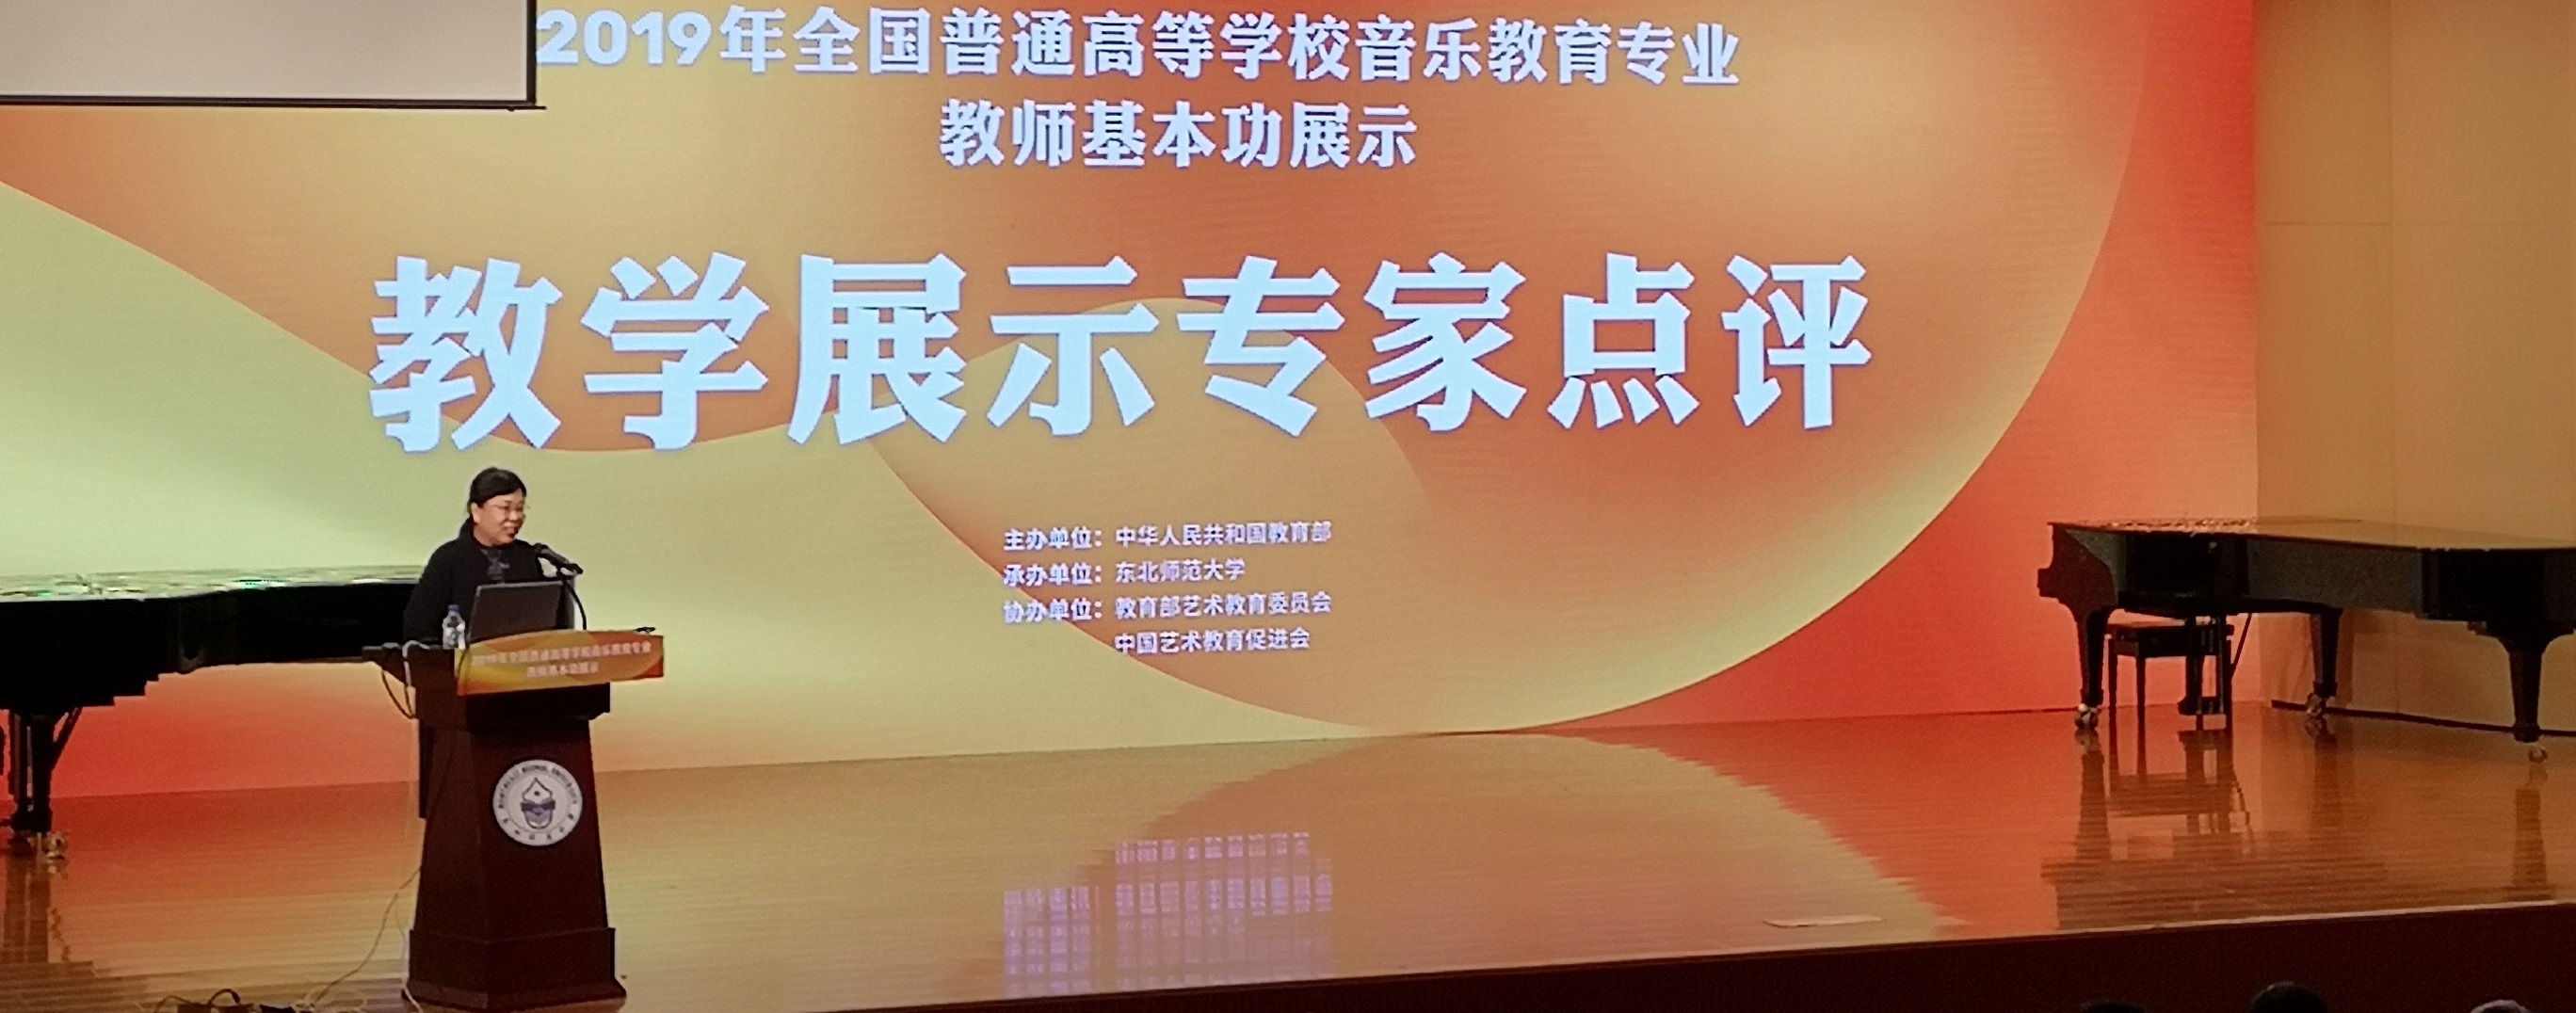 2019年全国普通高等学校音乐教育专业
教师基本功展示
教学展示专家点评
主办单位：中华人民共和国教育部
承办单位：东北师范大学
协办单位：教育部艺术教育委员会
中国艺术教育促进会
2019年全国普通高等学校音乐教育专业
教师基本功展示